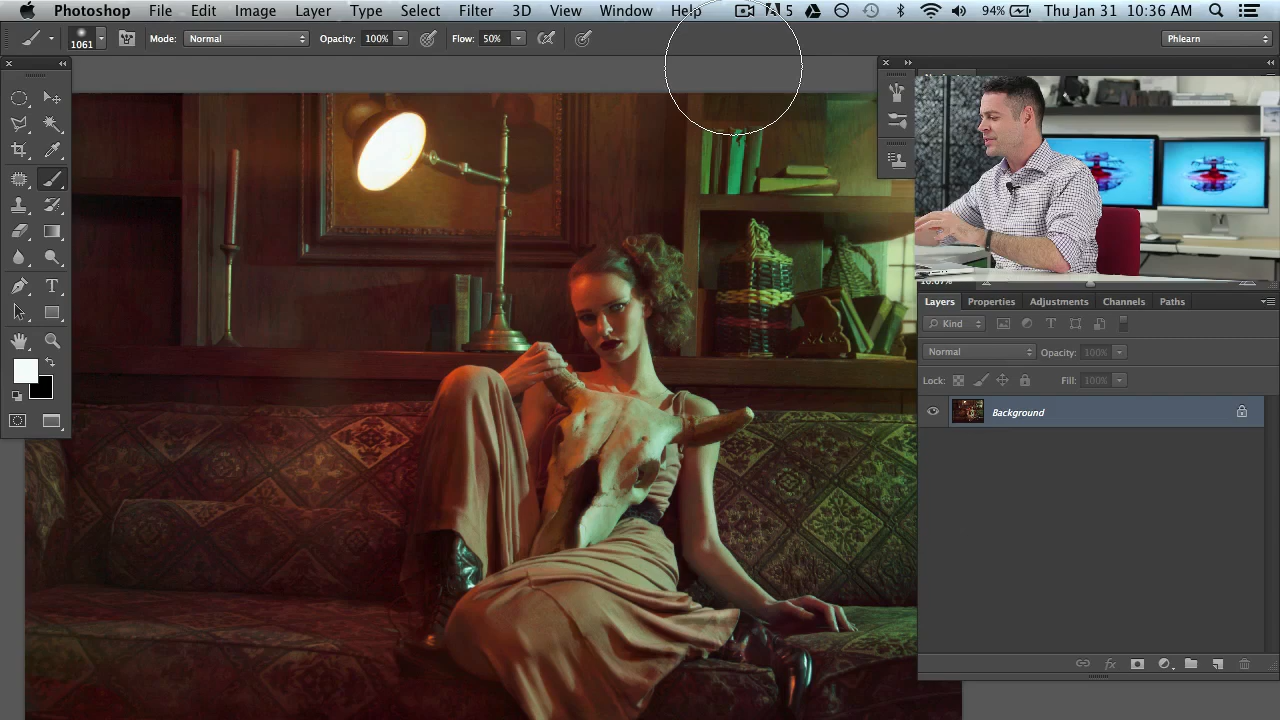 Photoshop File Edit Image Layer Type Select Filter 3D View Window Help 5 94% Thu Jan 31 10:36 AM
1061 Mode: Normal Opacity: 100% Flow: 50% Phlearn
Layers Properties Adjustments Channels Paths
Kind
Normal Opacity: 100%
Lock: Fill: 100%
Background